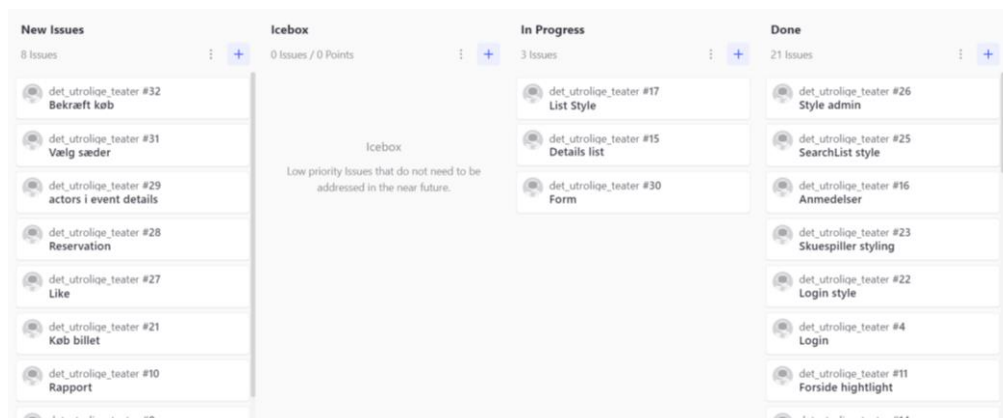 New Issues
8 Issues
det_utrolige_teater #32
Bekræft køb
det_utrolige_teater #31
Vælg sæder
det_utrolige_teater #29
actors i event details
det_utrolige_teater #28
Reservation
det_utrolige_teater #27
Like
det_utrolige_teater #21
Køb billet
det_utrolige_teater #10
Rapport
Icebox
0 Issues / 0 Points
Icebox
Low priority Issues that do not need to be
addressed in the near future.
In Progress
3 Issues
det_utrolige_teater #17
List Style
det_utrolige_teater #15
Details list
det_utrolige_teater #30
Form
Done
21 Issues
det_utrolige_teater #26
Style admin
det_utrolige_teater #25
SearchList style
det_utrolige_teater #16
Anmedelser
det_utrolige_teater #23
Skuespiller styling
det_utrolige_teater #22
Login style
det_utrolige_teater #4
Login
det_utrolige_teater #11
Forside hightlight